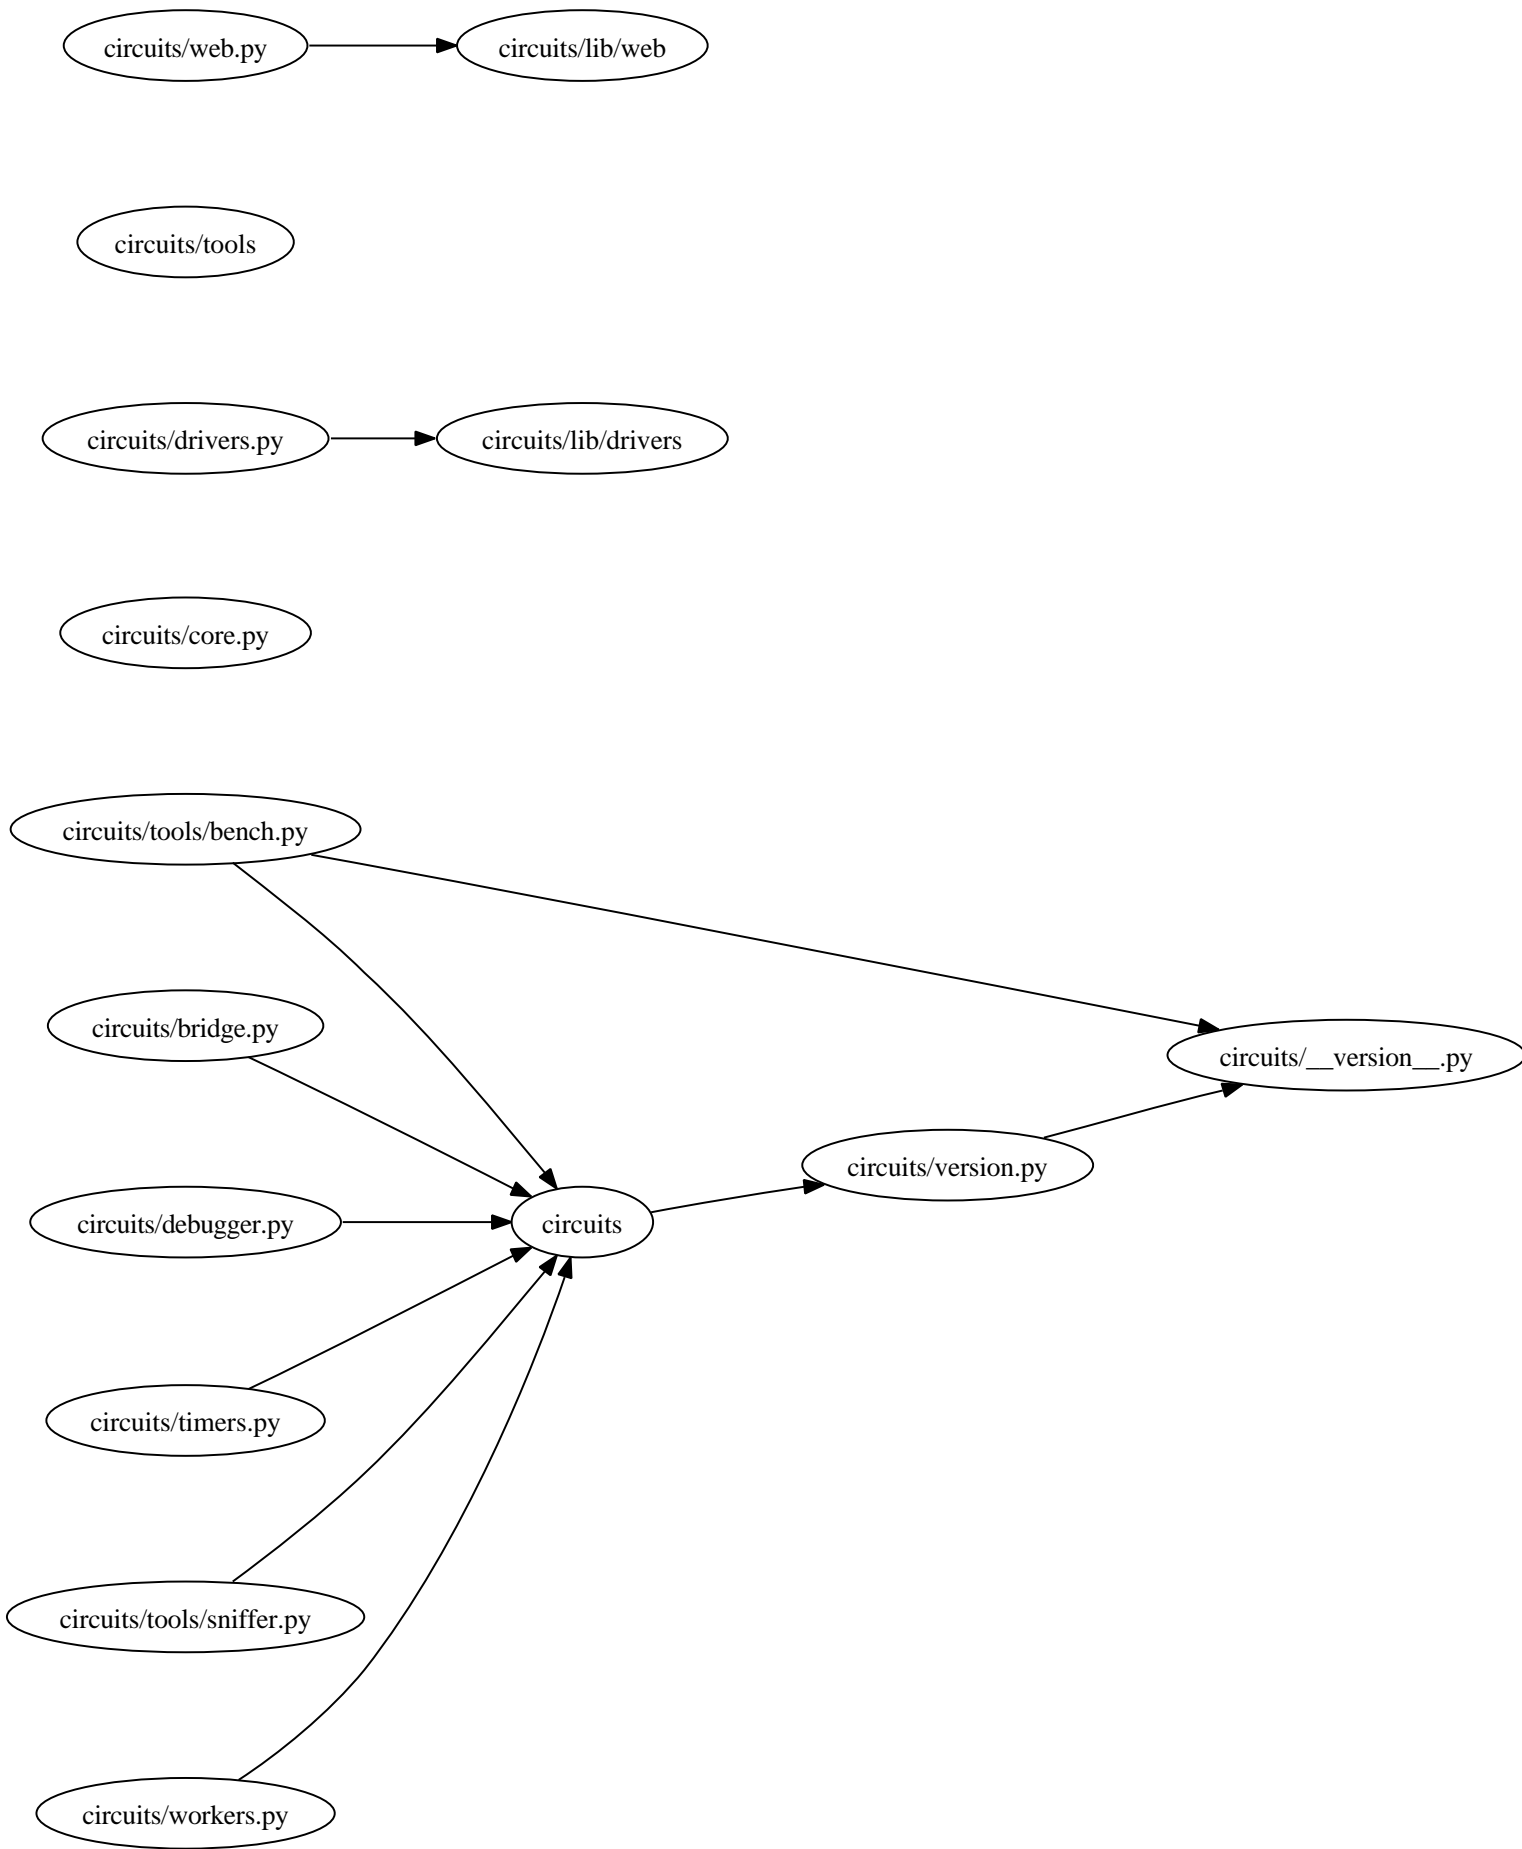 circuits/web.py
circuits/lib/web
circuits/tools
circuits/drivers.py
circuits/lib/drivers
circuits/core.py
circuits/tools/bench.py
circuits/bridge.py
circuits/__version__.py
circuits/version.py
circuits/debugger.py
circuits
circuits/timers.py
circuits/tools/sniffer.py
circuits/workers.py